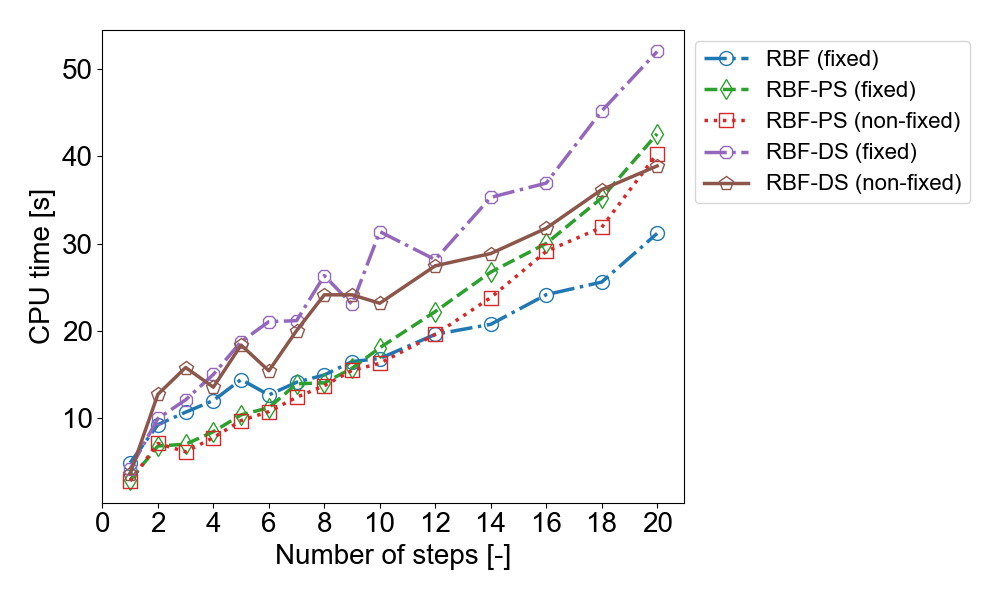 50
40
30
20
10
0 2 4 6 8 10 12 14 16 18 20
CPU time [s]
Number of steps [-]
RBF (fixed)
RBF-PS (fixed)
RBF-PS (non-fixed)
RBF-DS (fixed)
RBF-DS (non-fixed)